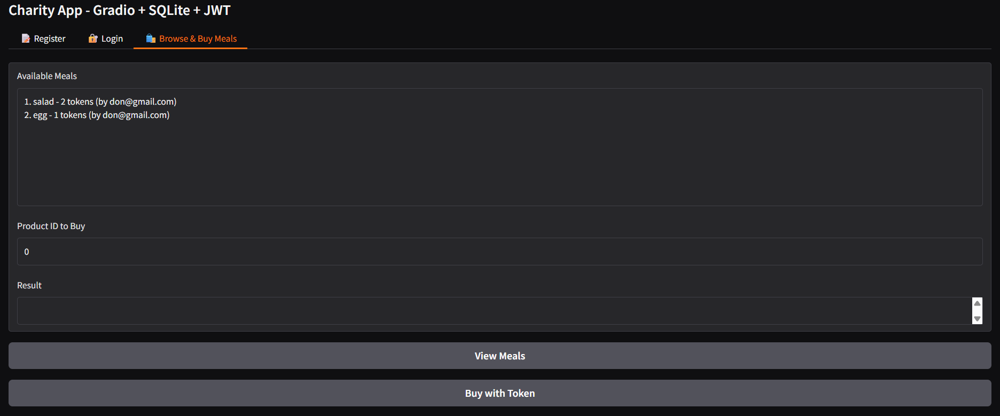 Charity App - Gradio + SQLite + JWT
📝 Register 🔐 Login 🛍️ Browse & Buy Meals
Available Meals
1. salad - 2 tokens (by don@gmail.com)
2. egg - 1 tokens (by don@gmail.com)
Product ID to Buy
0
Result
View Meals
Buy with Token